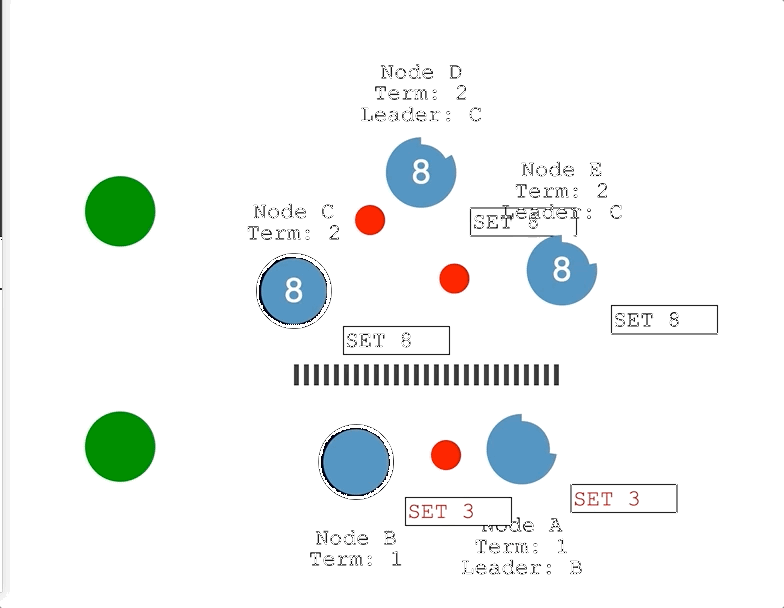 Node D
Term: 2
Leader: C
8
Node E
Term: 2
Leader: C
SET 8
Node C
Term: 2
8
8
SET 8
SET 8
SET 3
SET 3
Node B
Term: 1
Node A
Term: 1
Leader: B